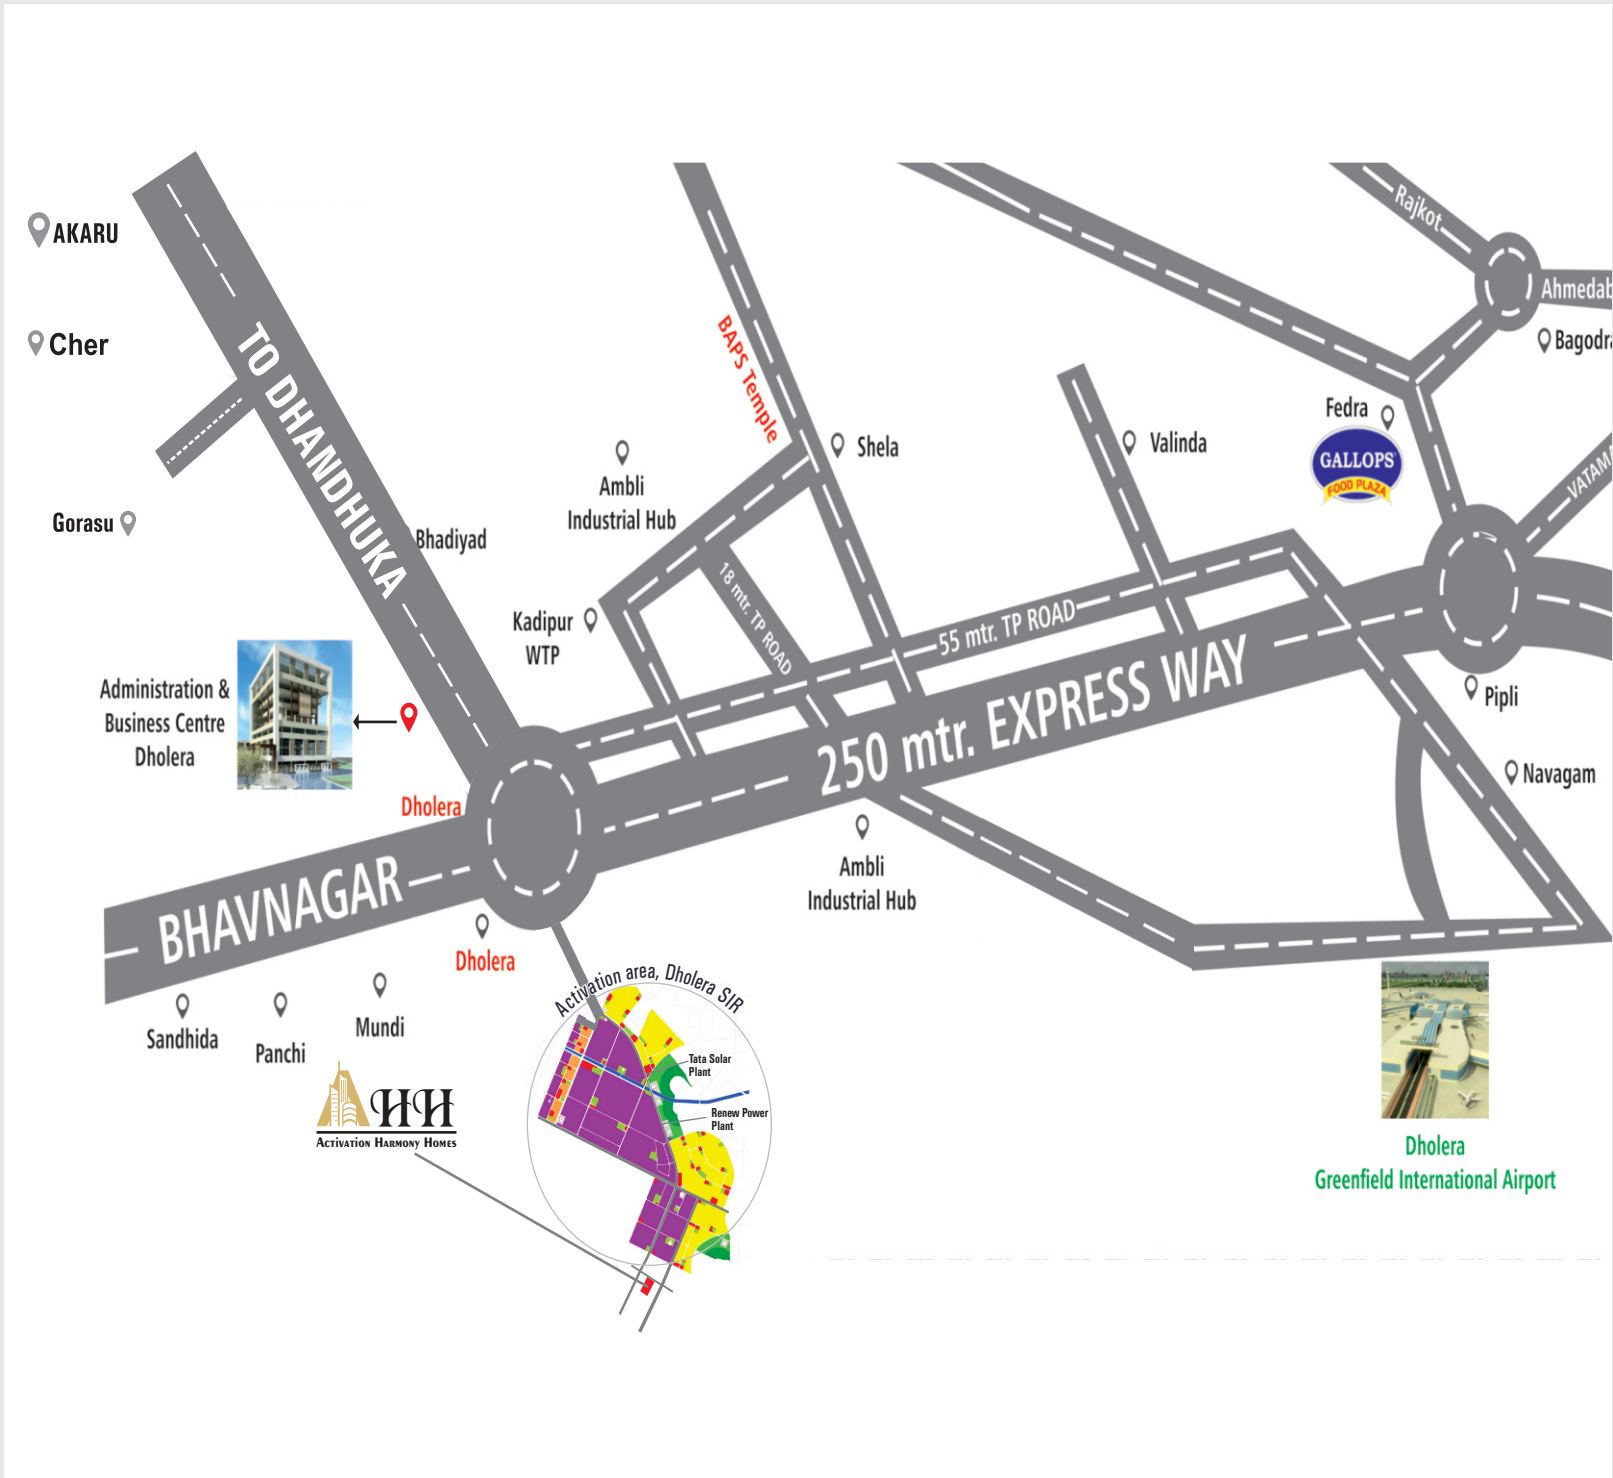 Rajkot
AKARU
Ahmedab
BAPS Temple
Cher
Bagodr
TO DHANDHUKA
Fedra
Shela
Valinda
GALLOPS
FOOD PLAZA
VATAM
Ambli
Industrial Hub
Gorasu
Bhadiyad
18 mtr. TP ROAD
Kadipur
WTP
55 mtr. TP ROAD
250 mtr. EXPRESS WAY
Administration &
Business Centre
Dholera
Pipli
Navagam
Dholera
Ambli
Industrial Hub
BHAVNAGAR
Dholera
Activation area, Dholera SIR
Sandhida
Panchi
Mundi
Tata Solar
Plant
Renew Power
Plant
HH
ACTIVATION HARMONY HOMES
Dholera
Greenfield International Airport